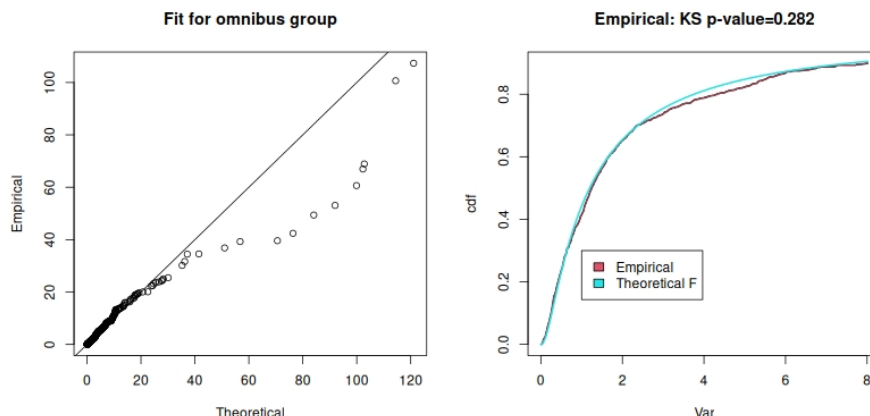 Fit for omnibus group
Empirical
0 20 40 60 80 100
0 20 40 60 80 100 120
Theoretical
Empirical: KS p-value=0.282
cdf
0.0 0.2 0.4 0.6 0.8
Empirical
Theoretical F
0 2 4 6 8
Var